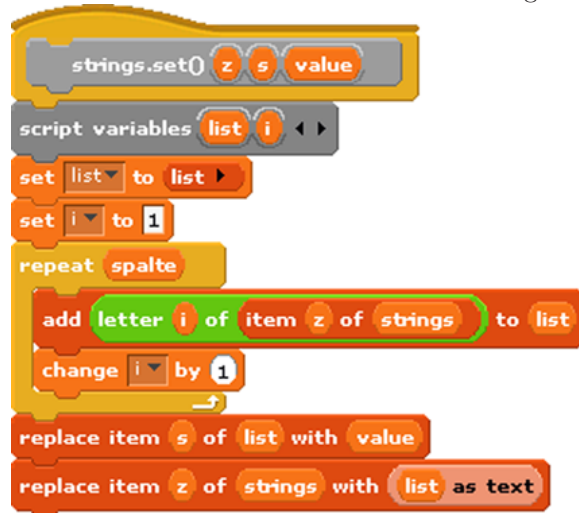 strings.set() z s value
script variables list i
set list to list
set i to 1
repeat spalte
add letter i of item z of strings to list
change i by 1
replace item s of list with value
replace item z of strings with list as text